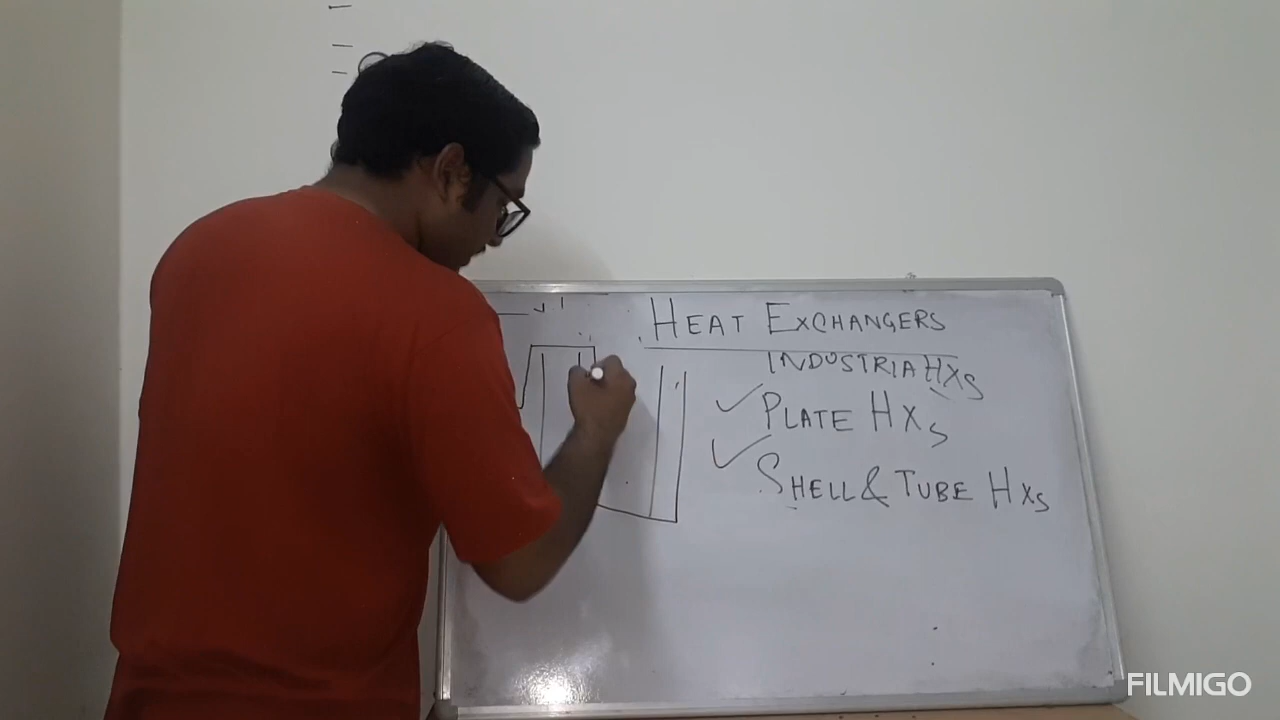 HEAT EXCHANGERS
INDUSTRIA HXS
PLATE HXS
SHELL & TUBE HXS
FILMIGO